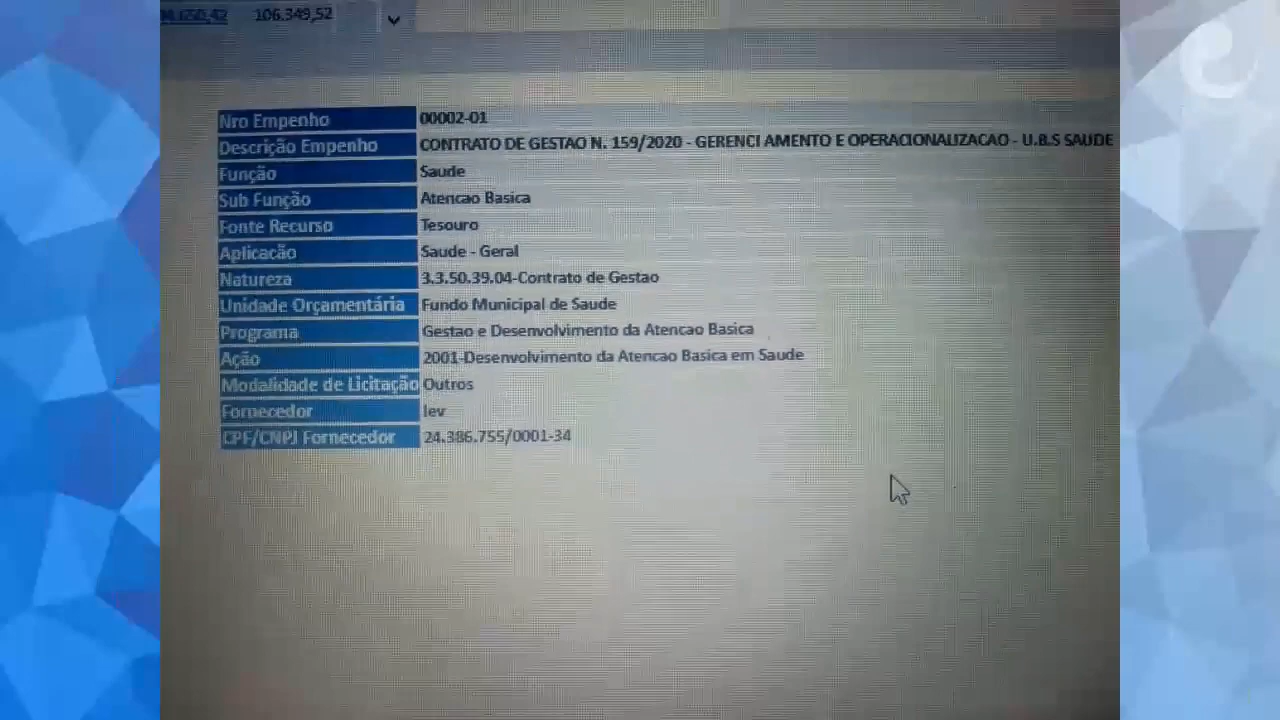 106.349,52
Nro Empenho 00002-01
Descrição Empenho CONTRATO DE GESTAO N. 159/2020 - GERENCI AMENTO E OPERACIONALIZACAO - U.B.S SAUDE
Função Saude
Sub Função Atencao Basica
Fonte Recurso Tesouro
Aplicacão Saude - Geral
Natureza 3.3.50.39.04-Contrato de Gestao
Unidade Orçamentária Fundo Municipal de Saude
Programa Gestao e Desenvolvimento da Atencao Basica
Ação 2001-Desenvolvimento da Atencao Basica em Saude
Modalidade de Licitação Outros
Fornecedor Iev
CPF/CNPJ Fornecedor 24.386.755/0001-34